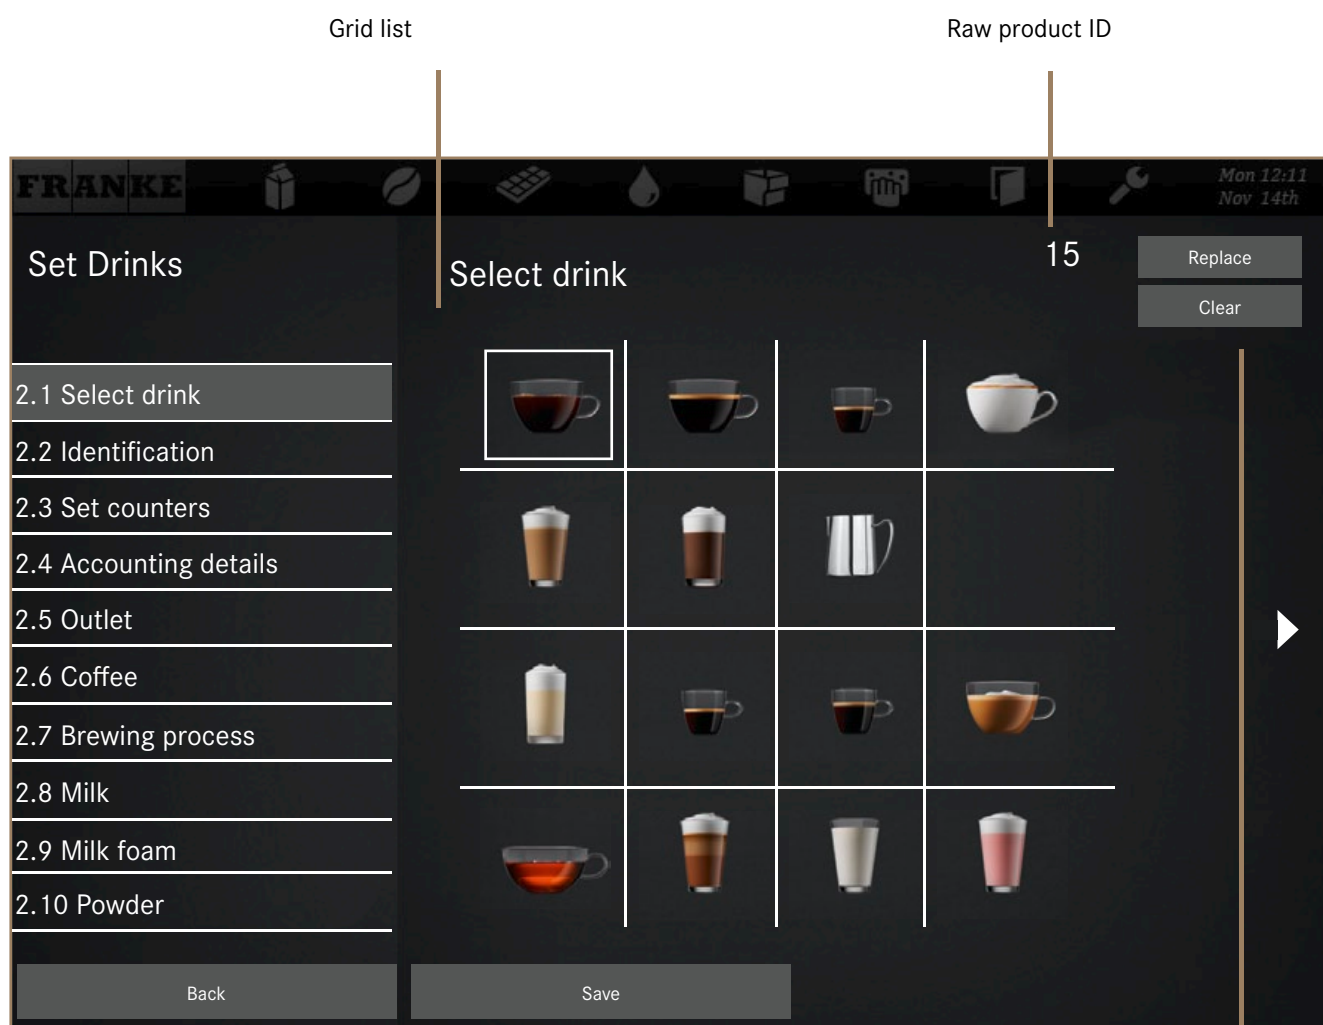 Grid list
Raw product ID
FRANKE
Mon 12:11
Nov 14th
Set Drinks
Select drink
15
Replace
Clear
2.1 Select drink
2.2 Identification
2.3 Set counters
2.4 Accounting details
2.5 Outlet
2.6 Coffee
2.7 Brewing process
2.8 Milk
2.9 Milk foam
2.10 Powder
Back
Save